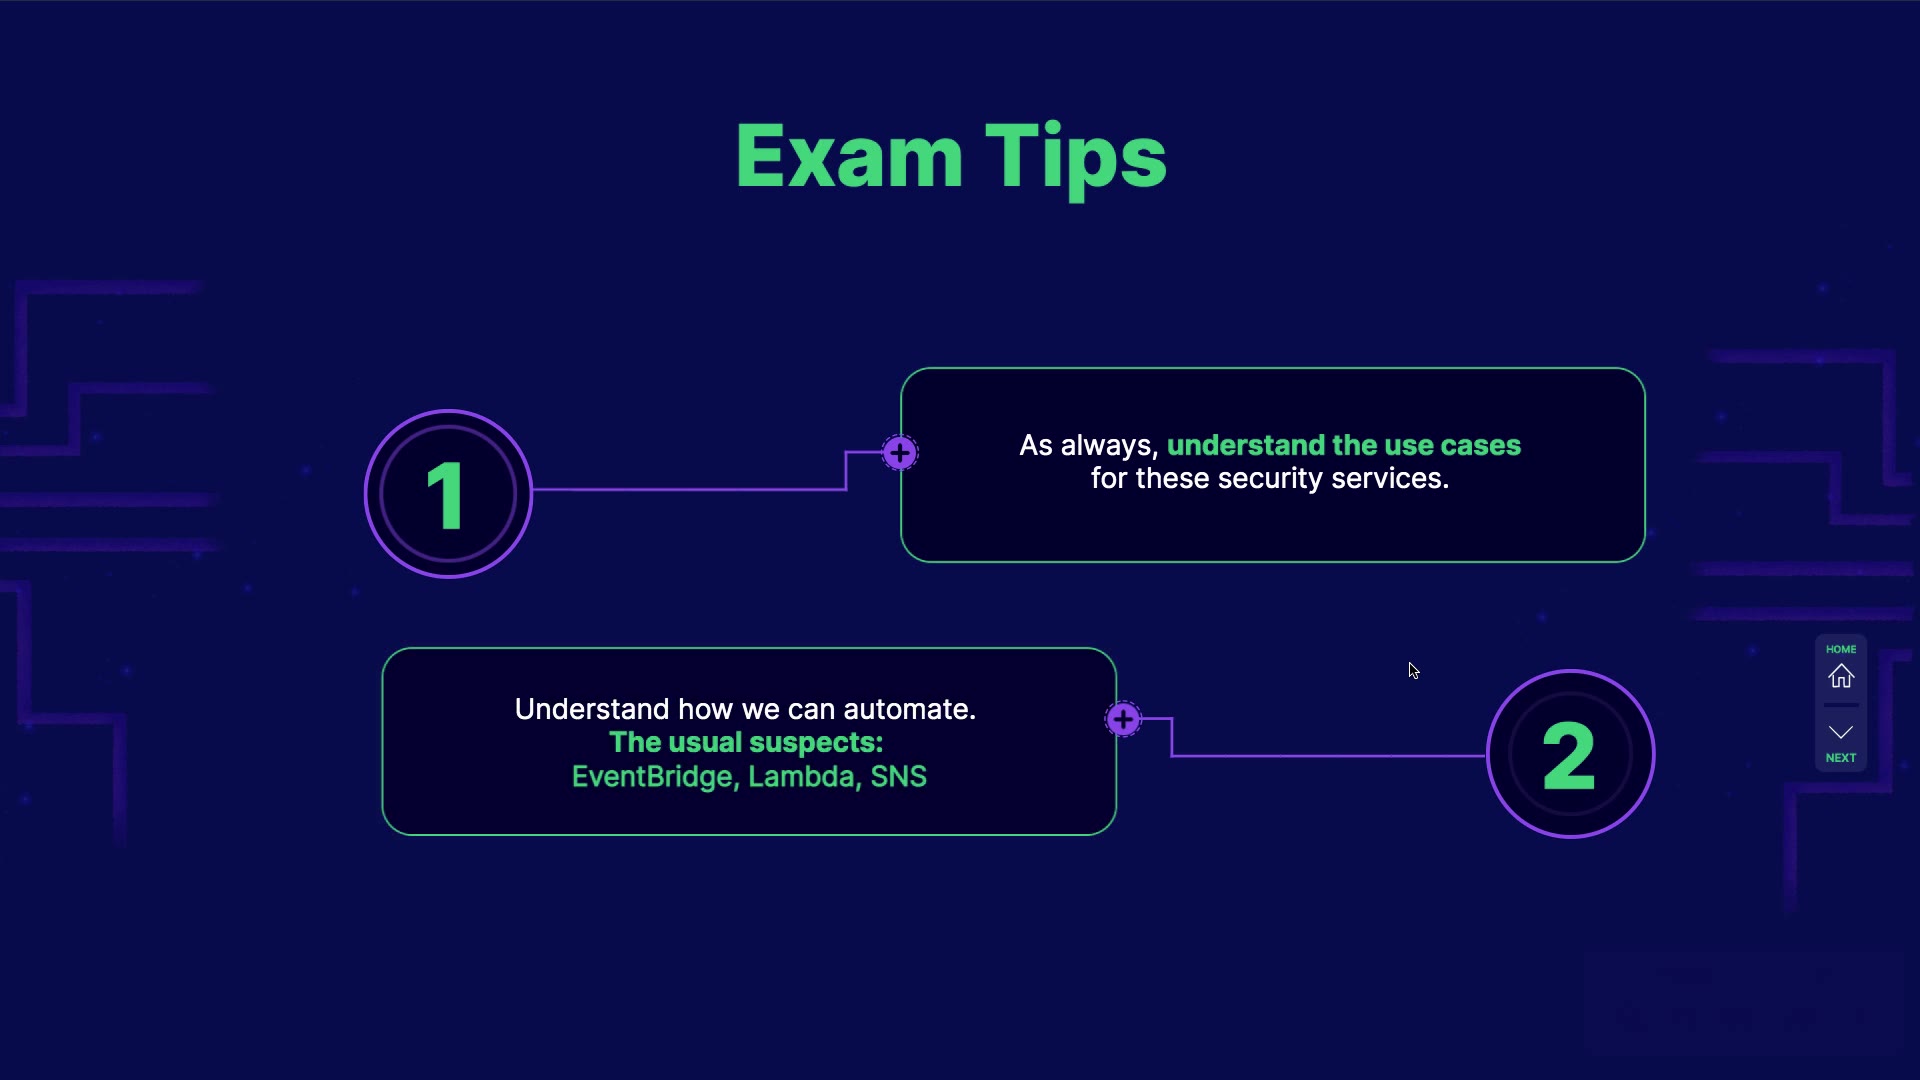 Exam Tips
1
As always, understand the use cases
for these security services.
Understand how we can automate.
The usual suspects:
EventBridge, Lambda, SNS
2
HOME
NEXT